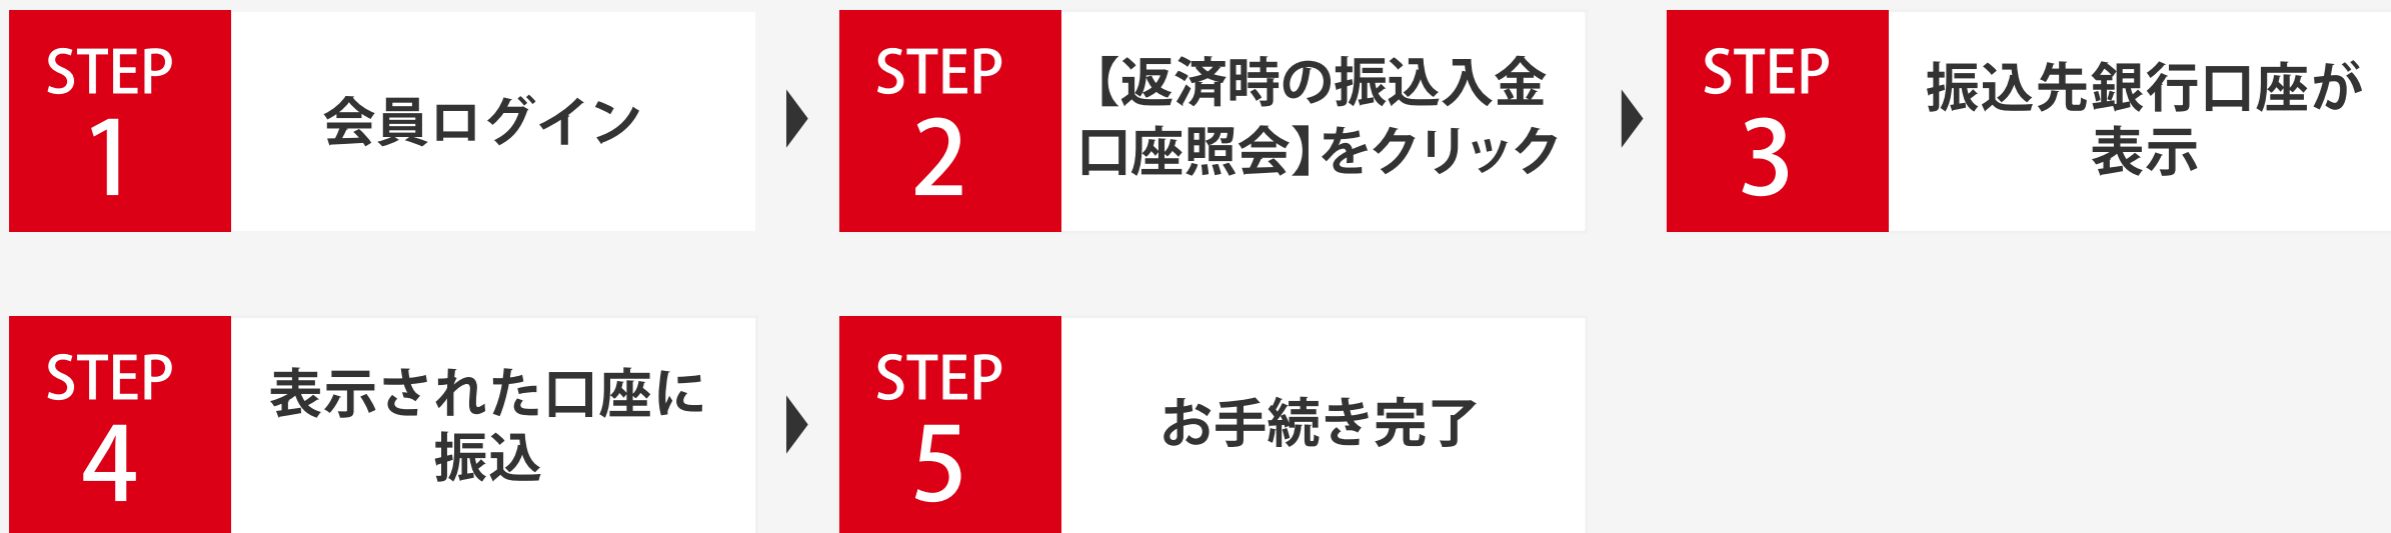 STEP
1
会員ログイン
STEP
2
【返済時の振込入金
口座照会】をクリック
STEP
3
振込先銀行口座が
表示
STEP
4
表示された口座に
振込
STEP
5
お手続き完了